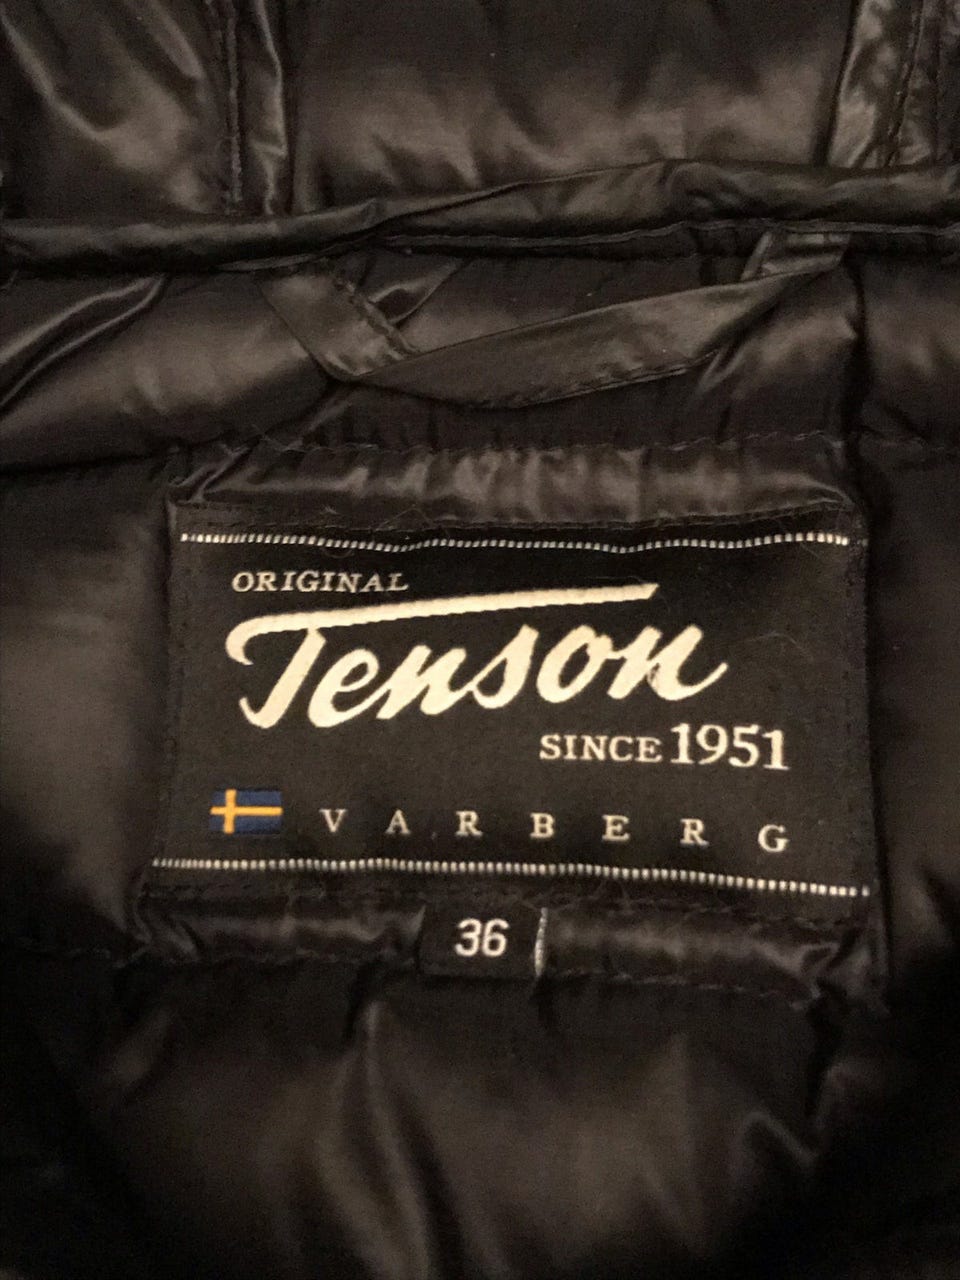 ORIGINAL
Tenson
SINCE 1951
VARBERG
36